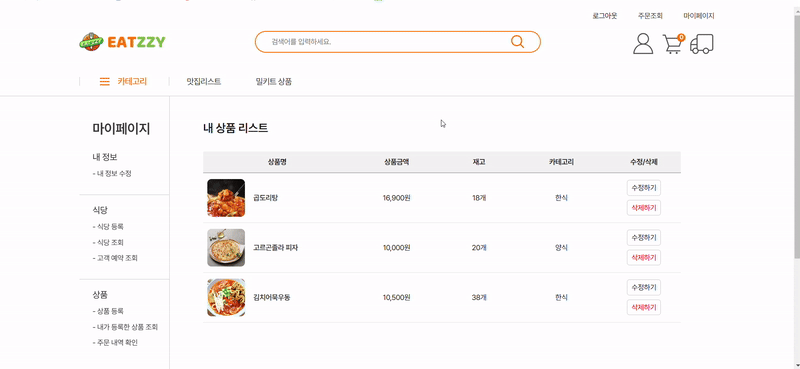 로그아웃 주문조회 마이페이지
EATZZY EATZZY
검색어를 입력하세요.
0
카테고리 맛집리스트 밀키트 상품
마이페이지
내 정보
- 내 정보 수정
식당
- 식당 등록
- 식당 조회
- 고객 예약 조회
상품
- 상품 등록
- 내가 등록한 상품 조회
- 주문 내역 확인
내 상품 리스트
상품명 상품금액 재고 카테고리 수정/삭제
곱도리탕 16,900원 18개 한식 수정하기
삭제하기
고르곤졸라 피자 10,000원 20개 양식 수정하기
삭제하기
김치어묵우동 10,500원 38개 한식 수정하기
삭제하기